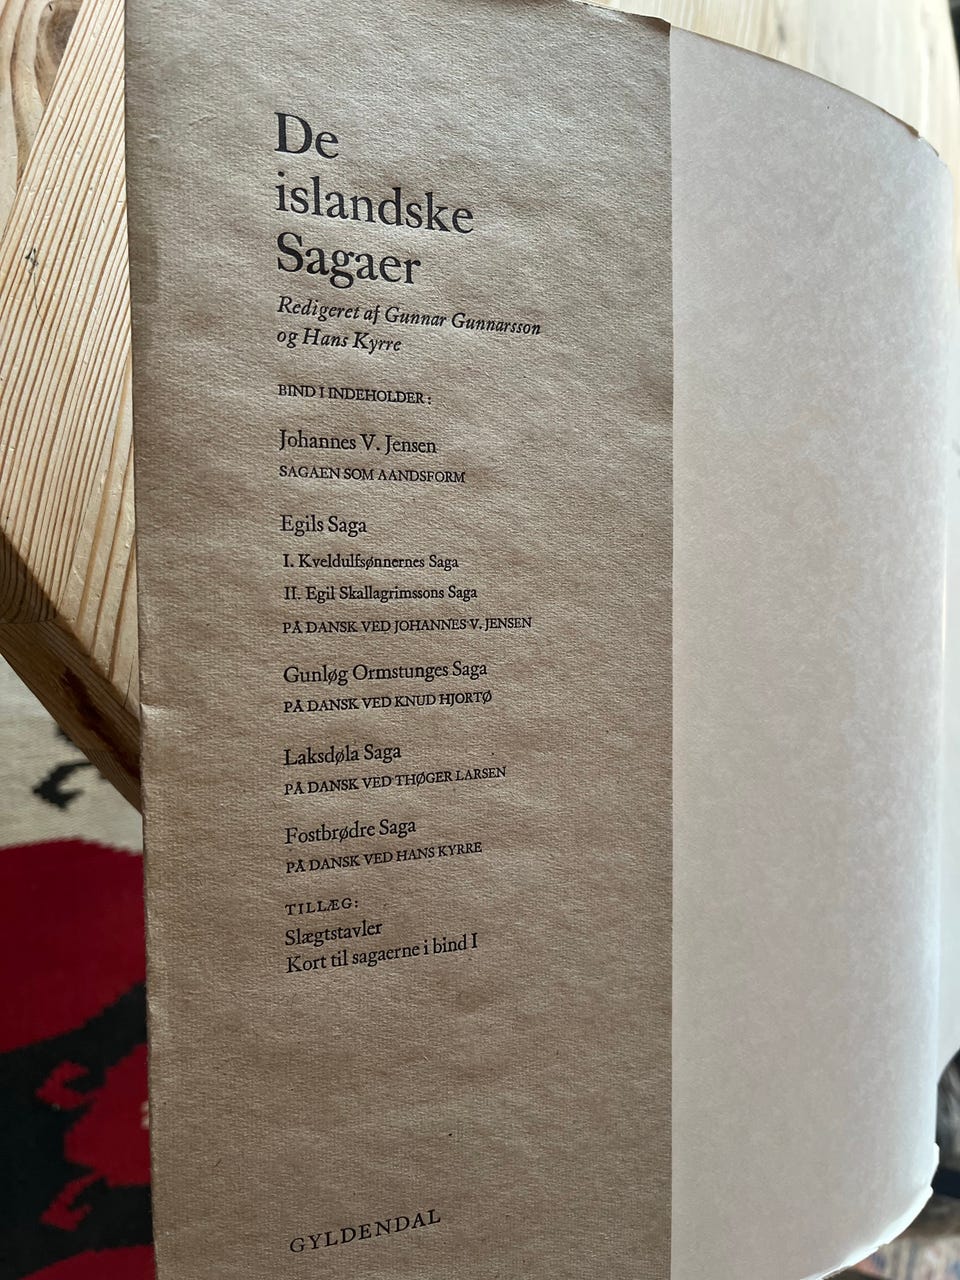 De
islandske
Sagaer
Redigeret af Gunnar Gunnarsson
og Hans Kyrre
BIND I INDEHOLDER:
Johannes V. Jensen
SAGAEN SOM AANDSFORM
Egils Saga
I. Kveldulfsønnernes Saga
II. Egil Skallagrimssons Saga
PÅ DANSK VED JOHANNES V. JENSEN
Gunløg Ormstunges Saga
PÅ DANSK VED KNUD HJORTØ
Laksdøla Saga
PÅ DANSK VED THØGER LARSEN
Fostbrødre Saga
PÅ DANSK VED HANS KYRRE
TILLÆG:
Slægtstavler
Kort til sagaerne i bind I
GYLDENDAL